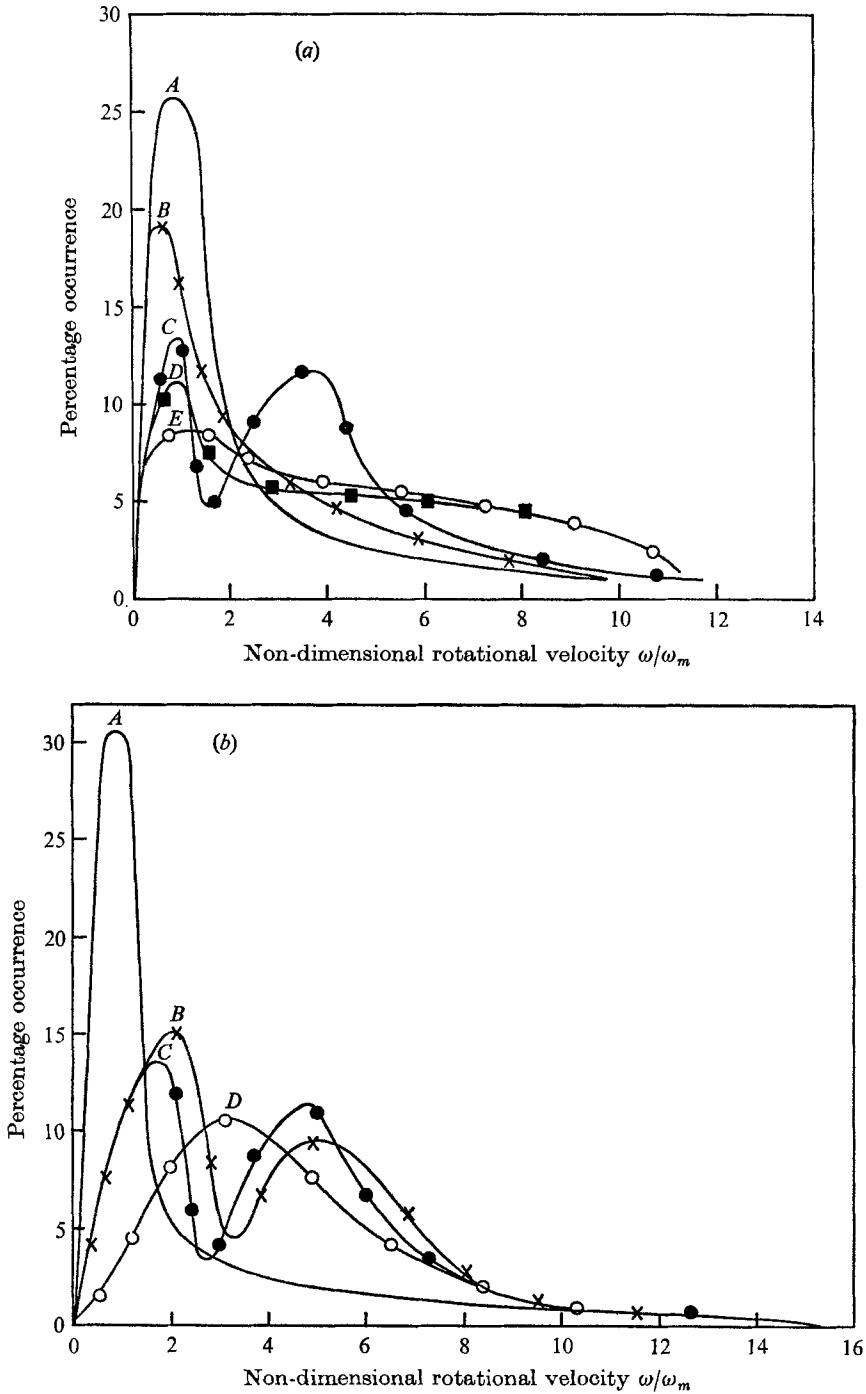 30
(a)
A
25
B
20
15
C
D
10
E
5
0
0 2 4 6 8 10 12 14
Percentage occurrence
Non-dimensional rotational velocity ω/ωm
A
(b)
30
25
20
B
15
C
D
10
5
0
0 2 4 6 8 10 12 14 16
Percentage occurrence
Non-dimensional rotational velocity ω/ωm